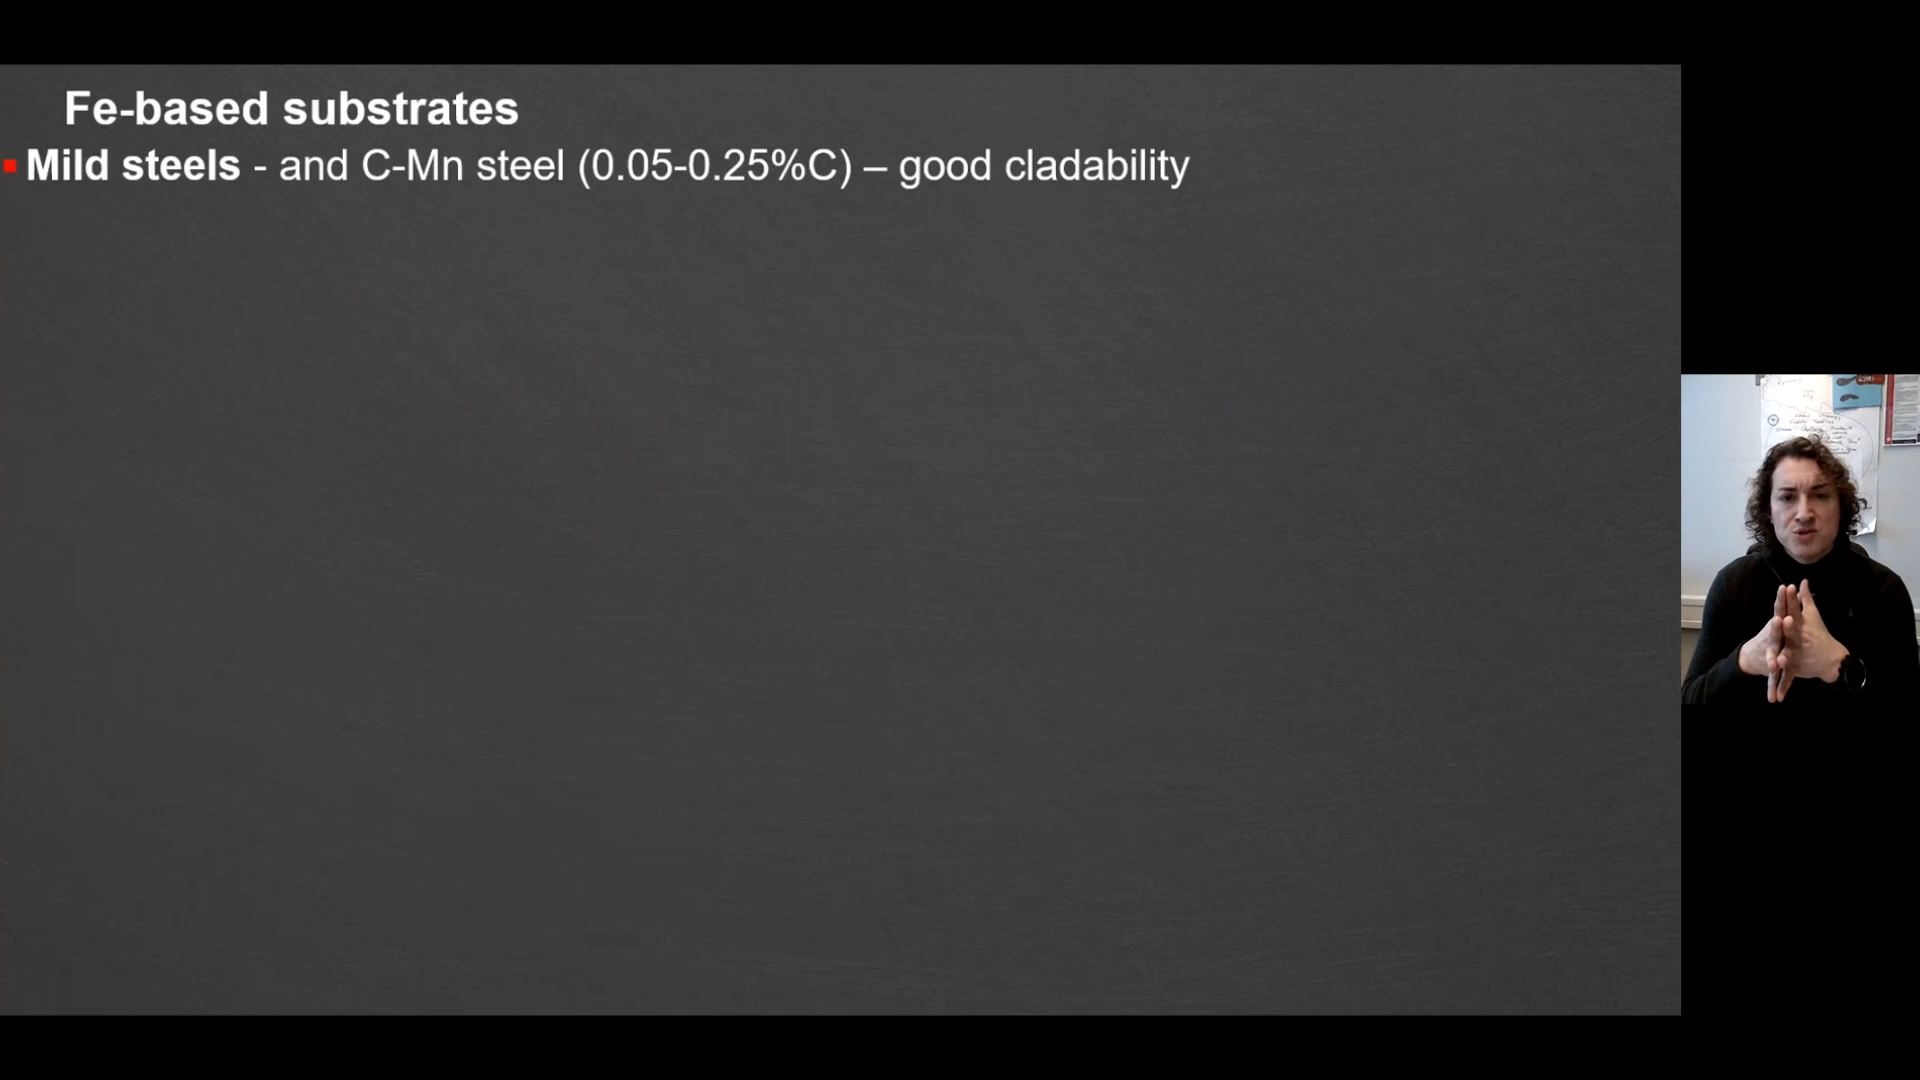 Fe-based substrates
Mild steels - and C-Mn steel (0.05-0.25%C) – good cladability